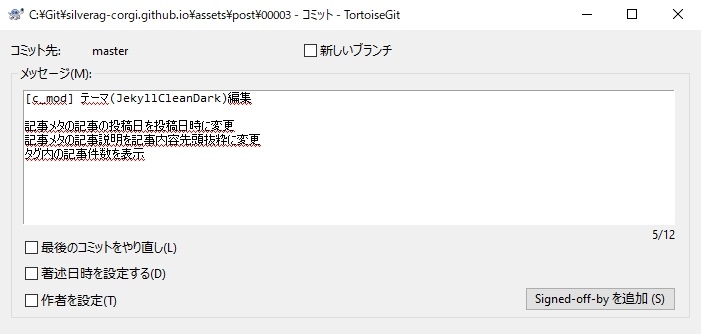 C:¥Git¥silverag-corgi.github.io¥assets¥post¥00003 - コミット - TortoiseGit
コミット先: master 新しいブランチ
メッセージ(M):
[c_mod] テーマ(JekyllCleanDark)編集
記事メタの記事の投稿日を投稿日時に変更
記事メタの記事説明を記事内容先頭抜粋に変更
タグ内の記事件数を表示
5/12
最後のコミットをやり直し(L)
著述日時を設定する(D)
作者を設定(T)
Signed-off-by を追加 (S)